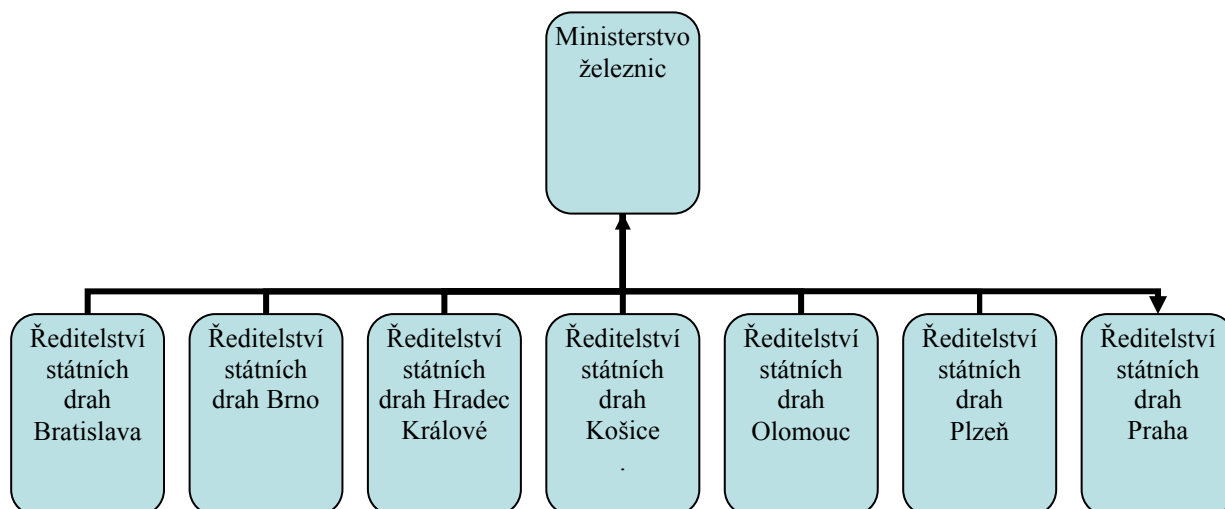 Ministerstvo
železnic
Ředitelství
státních
drah
Bratislava
Ředitelství
státních
drah Brno
Ředitelství
státních
drah Hradec
Králové
Ředitelství
státních
drah
Košice
.
Ředitelství
státních
drah
Olomouc
Ředitelství
státních
drah
Plzeň
Ředitelství
státních
drah
Praha